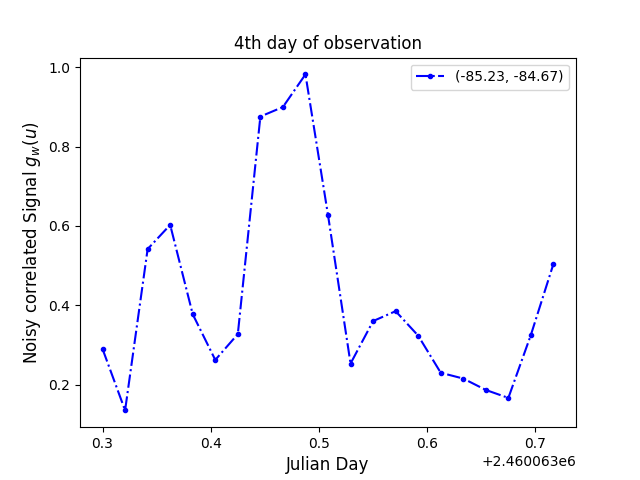 4th day of observation
(-85.23, -84.67)
Noisy correlated Signal g_w(u)
1.0
0.8
0.6
0.4
0.2
0.3 0.4 0.5 0.6 0.7
+2.460063e6
Julian Day